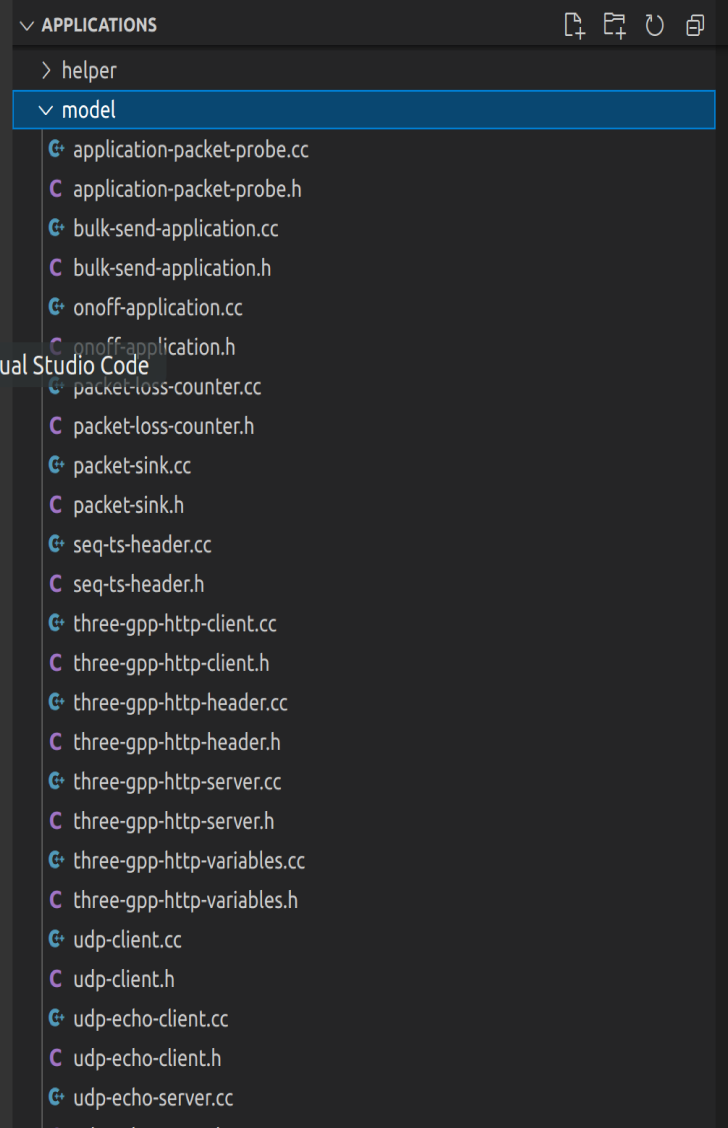 APPLICATIONS
helper
model
application-packet-probe.cc
application-packet-probe.h
bulk-send-application.cc
bulk-send-application.h
onoff-application.cc
onoff-application.h
ual Studio Code
packet-loss-counter.cc
packet-loss-counter.h
packet-sink.cc
packet-sink.h
seq-ts-header.cc
seq-ts-header.h
three-gpp-http-client.cc
three-gpp-http-client.h
three-gpp-http-header.cc
three-gpp-http-header.h
three-gpp-http-server.cc
three-gpp-http-server.h
three-gpp-http-variables.cc
three-gpp-http-variables.h
udp-client.cc
udp-client.h
udp-echo-client.cc
udp-echo-client.h
udp-echo-server.cc